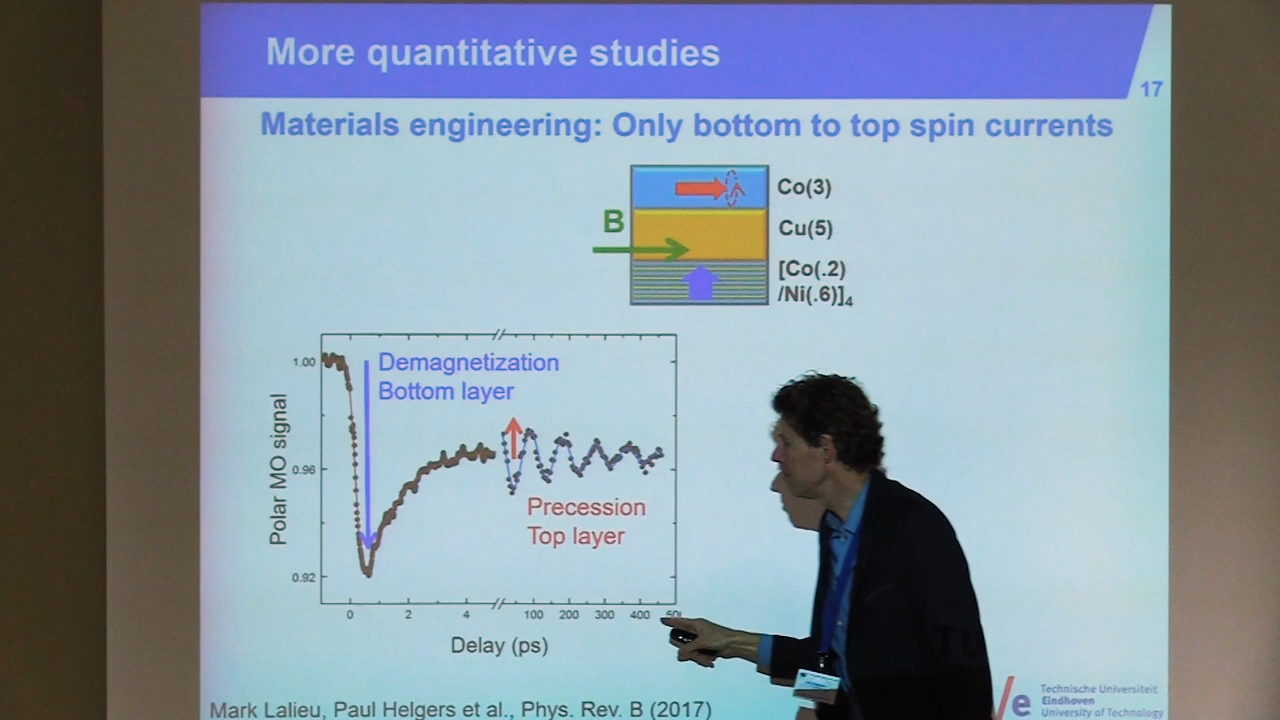 More quantitative studies
17
Materials engineering: Only bottom to top spin currents
Co(3)
B
Cu(5)
[Co(.2)
/Ni(.6)]4
Demagnetization
Bottom layer
Precession
Top layer
Polar MO signal
1.00
0.96
0.92
0 2 4 100 200 300 400
Delay (ps)
Mark Lalieu, Paul Helgers et al., Phys. Rev. B (2017)
TU/e
Technische Universiteit
Eindhoven
University of Technology